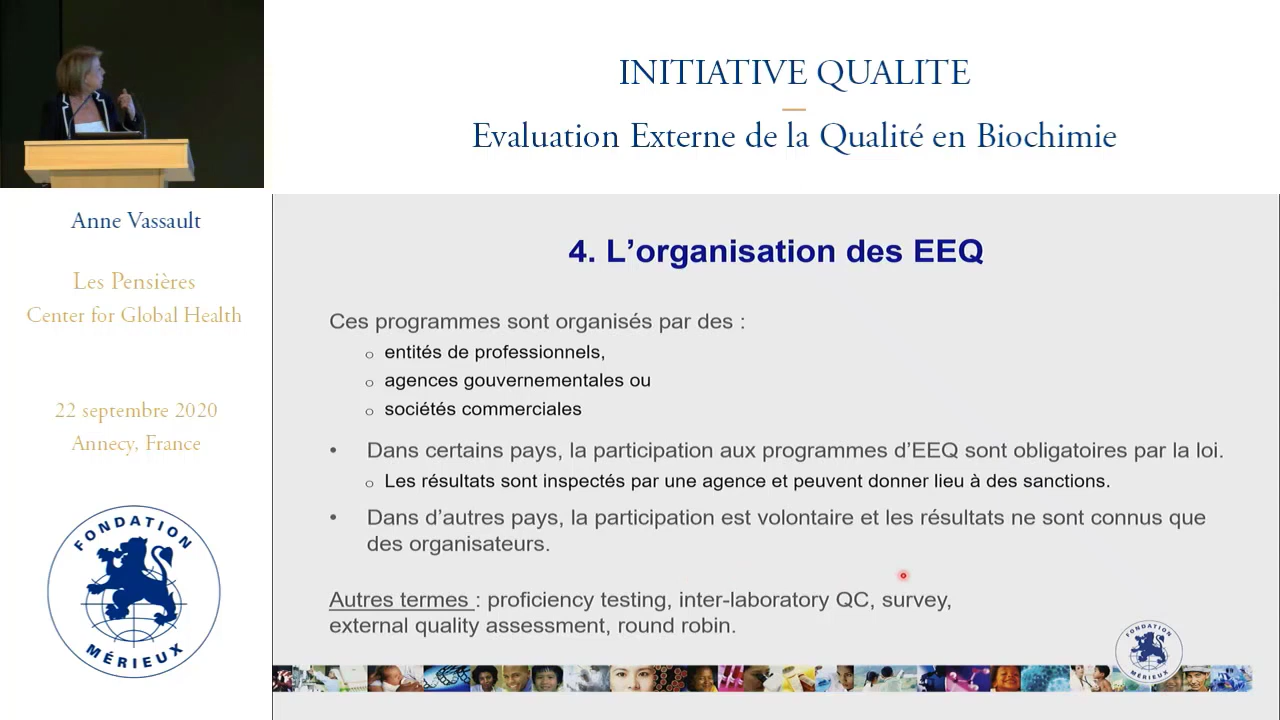 INITIATIVE QUALITE
Evaluation Externe de la Qualité en Biochimie
Anne Vassault
Les Pensières
Center for Global Health
22 septembre 2020
Annecy, France
FONDATION
MÉRIEUX
4. L’organisation des EEQ
Ces programmes sont organisés par des :
o entités de professionnels,
o agences gouvernementales ou
o sociétés commerciales
• Dans certains pays, la participation aux programmes d’EEQ sont obligatoires par la loi.
o Les résultats sont inspectés par une agence et peuvent donner lieu à des sanctions.
• Dans d’autres pays, la participation est volontaire et les résultats ne sont connus que
des organisateurs.
Autres termes : proficiency testing, inter-laboratory QC, survey,
external quality assessment, round robin.
FONDATION
MÉRIEUX